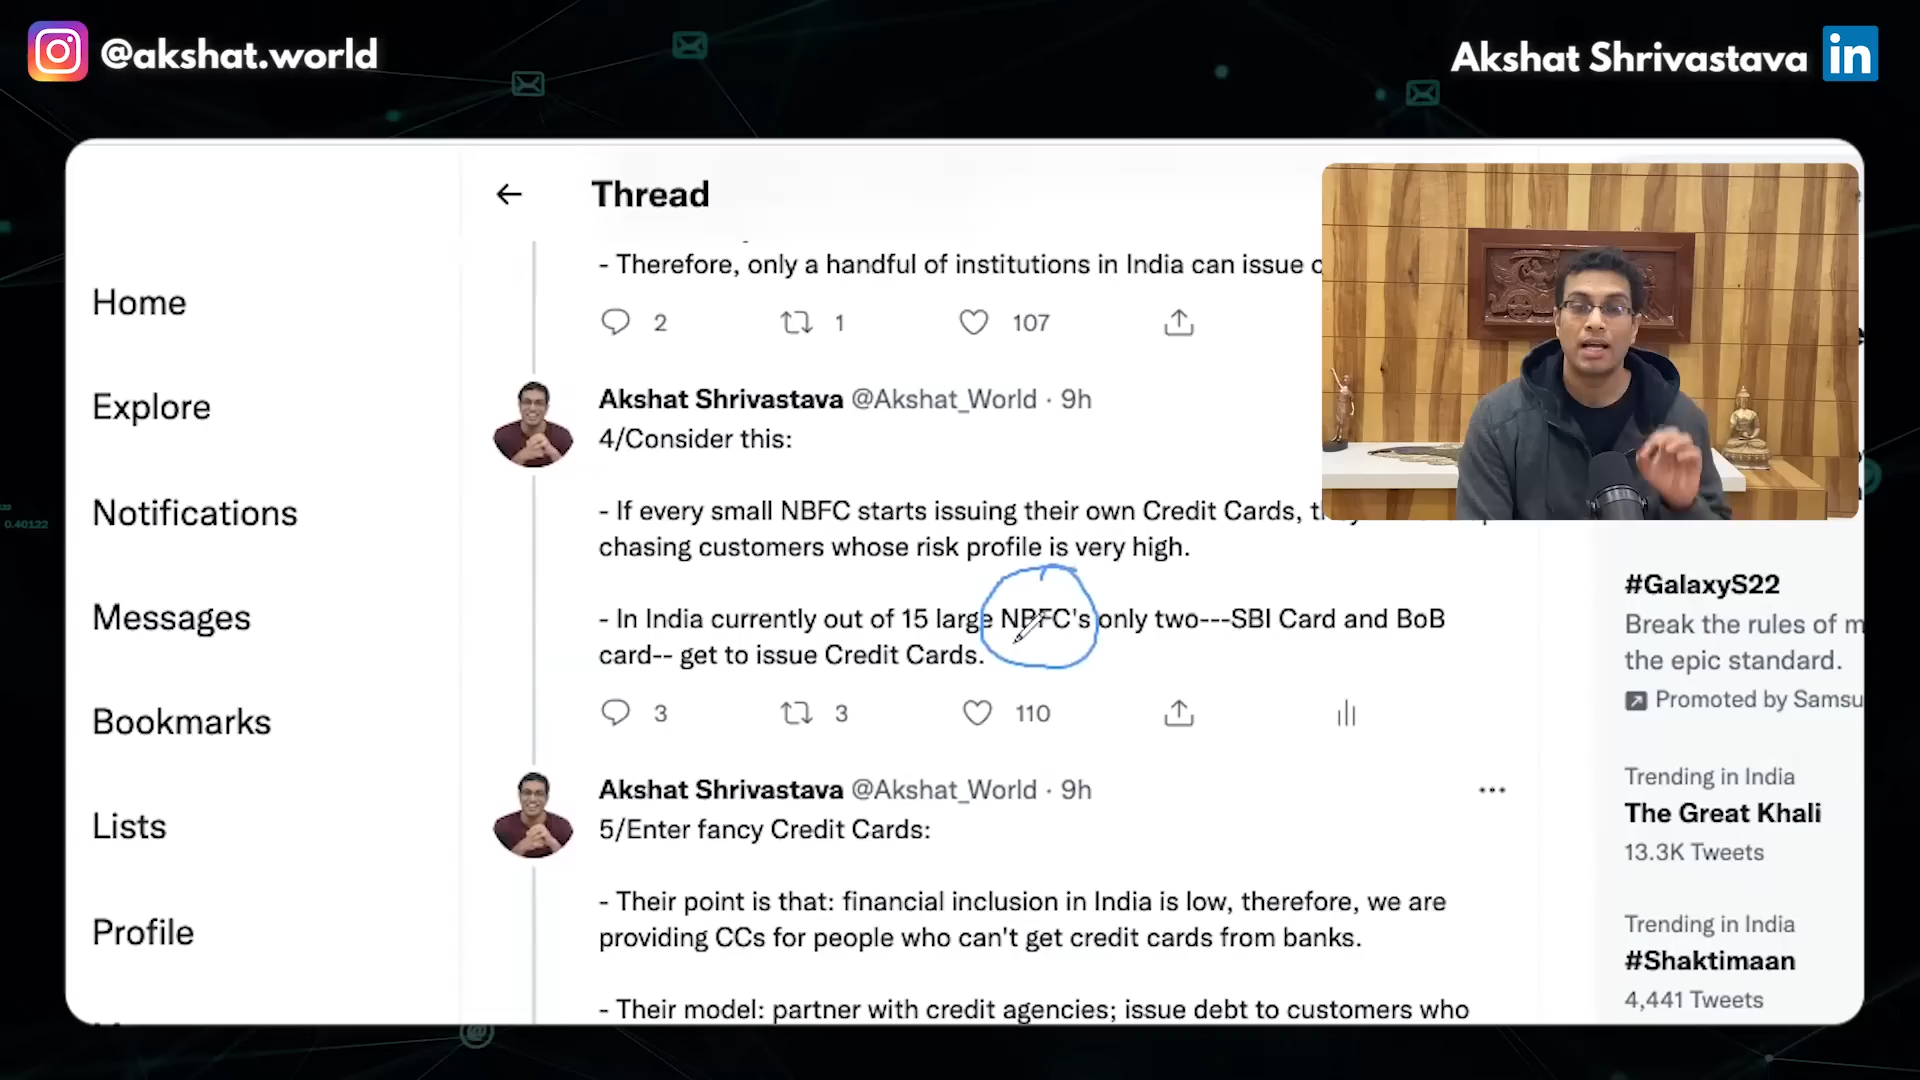 @akshat.world
Akshat Shrivastava in
Thread
- Therefore, only a handful of institutions in India can issue
2 1 107
Akshat Shrivastava @Akshat_World · 9h
4/Consider this:
- If every small NBFC starts issuing their own Credit Cards,
chasing customers whose risk profile is very high.
- In India currently out of 15 large NBFC's only two---SBI Card and BoB
card-- get to issue Credit Cards.
3 3 110
Akshat Shrivastava @Akshat_World · 9h
5/Enter fancy Credit Cards:
- Their point is that: financial inclusion in India is low, therefore, we are
providing CCs for people who can't get credit cards from banks.
- Their model: partner with credit agencies; issue debt to customers who
Home
Explore
Notifications
Messages
Bookmarks
Lists
Profile
#GalaxyS22
Break the rules of
the epic standard.
Promoted by Samsu
Trending in India
The Great Khali
13.3K Tweets
Trending in India
#Shaktimaan
4,441 Tweets
0.40122